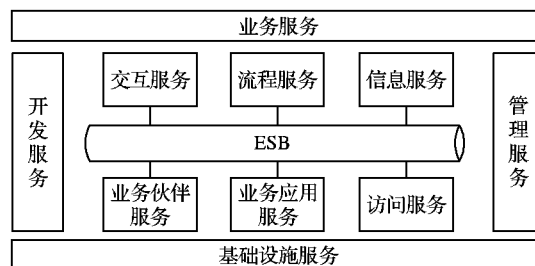 业务服务
开发服务
交互服务
流程服务
信息服务
管理服务
ESB
业务伙伴
服务
业务应用
服务
访问服务
基础设施服务